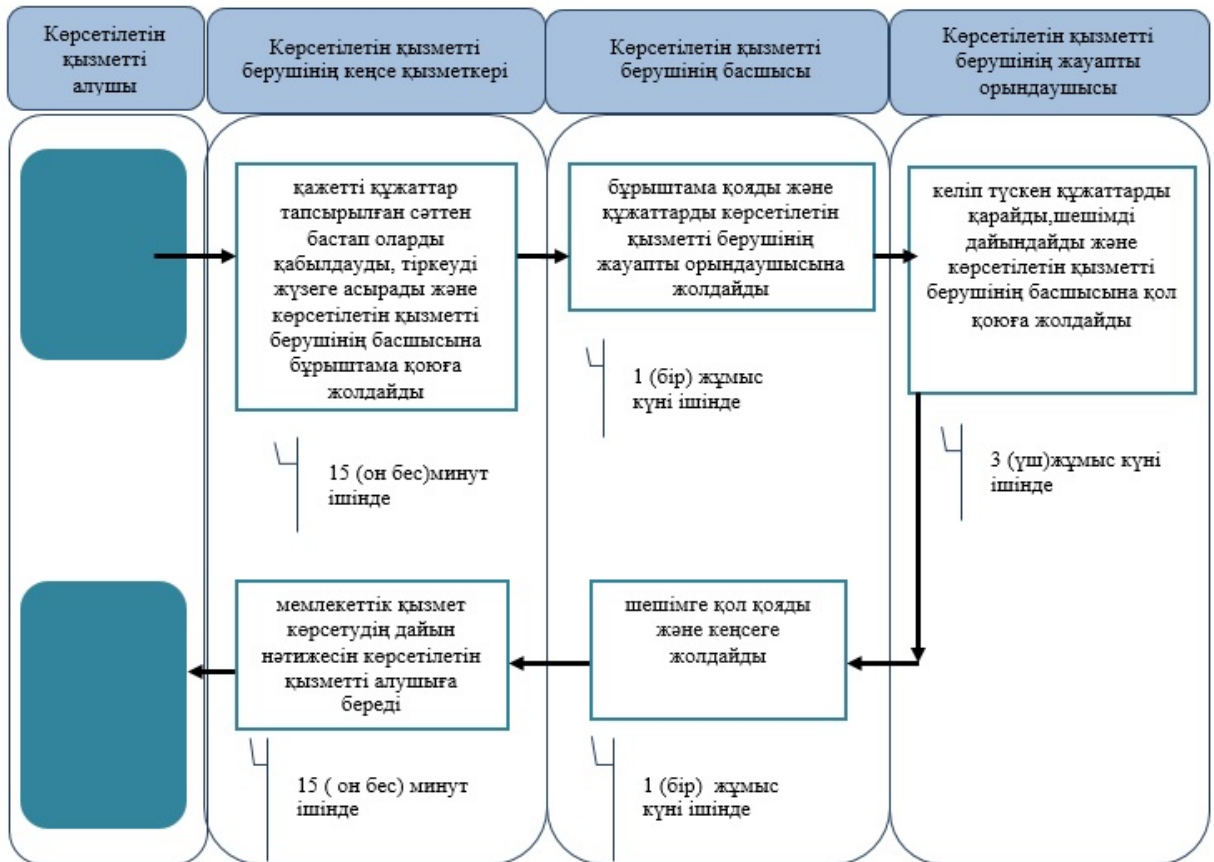 Көрсетілетін
қызметті
алушы
Көрсетілетін қызметті
берушінің кеңсе қызметкері
Көрсетілетін қызметті
берушінің басшысы
Көрсетілетін қызметті
берушінің жауапты
орындаушысы
қажетті құжаттар
тапсырылған сәттен
бастап оларды
қабылдауды, тіркеуді
жүзеге асырады және
көрсетілетін қызметті
берушінің басшысына
бұрыштама қоюға
жолдайды
15 (он бес)минут
ішінде
бұрыштама қояды және
құжаттарды көрсетілетін
қызметті берушінің
жауапты орындаушысына
жолдайды
1 (бір) жұмыс
күні ішінде
келіп түскен құжаттарды
қарайды,шешімді
дайындайды және
көрсетілетін қызметті
берушінің басшысына қол
қоюға жолдайды
3 (үш)жұмыс күні
ішінде
мемлекеттік қызмет
көрсетудің дайын
нәтижесін көрсетілетін
қызметті алушыға
береді
15 ( он бес) минут
ішінде
шешімге қол қояды
және кеңсеге
жолдайды
1 (бір) жұмыс
күні ішінде